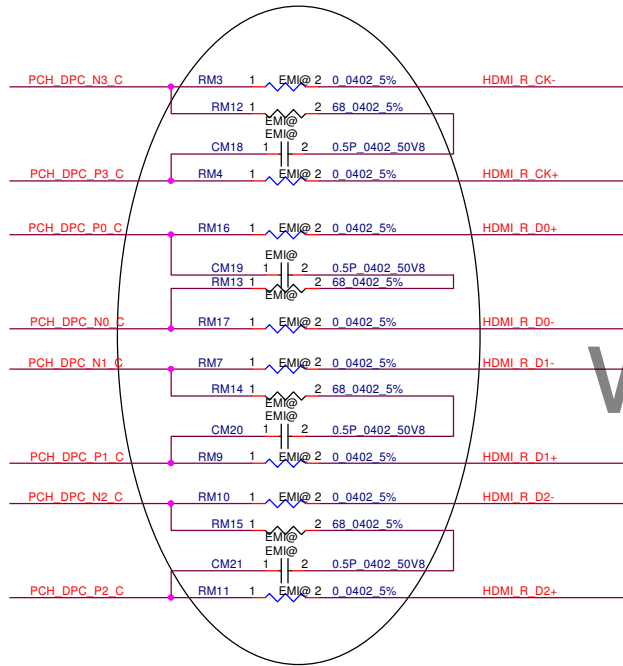 PCH_DPC_N3_C RM3 1 EMI@ 2 0_0402_5% HDMI_R_CK-
RM12 1 2 68_0402_5%
EMI@
EMI@
CM18 1 2 0.5P_0402_50V8
PCH_DPC_P3_C RM4 1 EMI@ 2 0_0402_5% HDMI_R_CK+
PCH_DPC_P0_C RM16 1 EMI@ 2 0_0402_5% HDMI_R_D0+
EMI@
CM19 1 2 0.5P_0402_50V8
RM13 1 2 68_0402_5%
EMI@
PCH_DPC_N0_C RM17 1 EMI@ 2 0_0402_5% HDMI_R_D0-
PCH_DPC_N1_C RM7 1 EMI@ 2 0_0402_5% HDMI_R_D1-
RM14 1 2 68_0402_5%
EMI@
EMI@
CM20 1 2 0.5P_0402_50V8
PCH_DPC_P1_C RM9 1 EMI@ 2 0_0402_5% HDMI_R_D1+
PCH_DPC_N2_C RM10 1 EMI@ 2 0_0402_5% HDMI_R_D2-
RM15 1 2 68_0402_5%
EMI@
EMI@
CM21 1 2 0.5P_0402_50V8
PCH_DPC_P2_C RM11 1 EMI@ 2 0_0402_5% HDMI_R_D2+